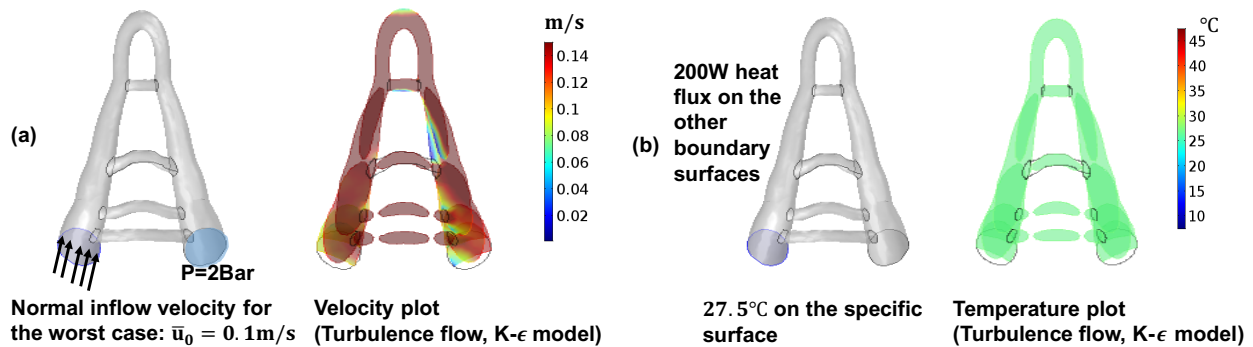 (a)
P=2Bar
Normal inflow velocity for
the worst case: u̅₀ = 0.1m/s
m/s
0.14
0.12
0.1
0.08
0.06
0.04
0.02
Velocity plot
(Turbulence flow, K-ϵ model)
(b)
200W heat
flux on the
other
boundary
surfaces
27.5℃ on the specific
surface
℃
45
40
35
30
25
20
15
10
Temperature plot
(Turbulence flow, K-ϵ model)